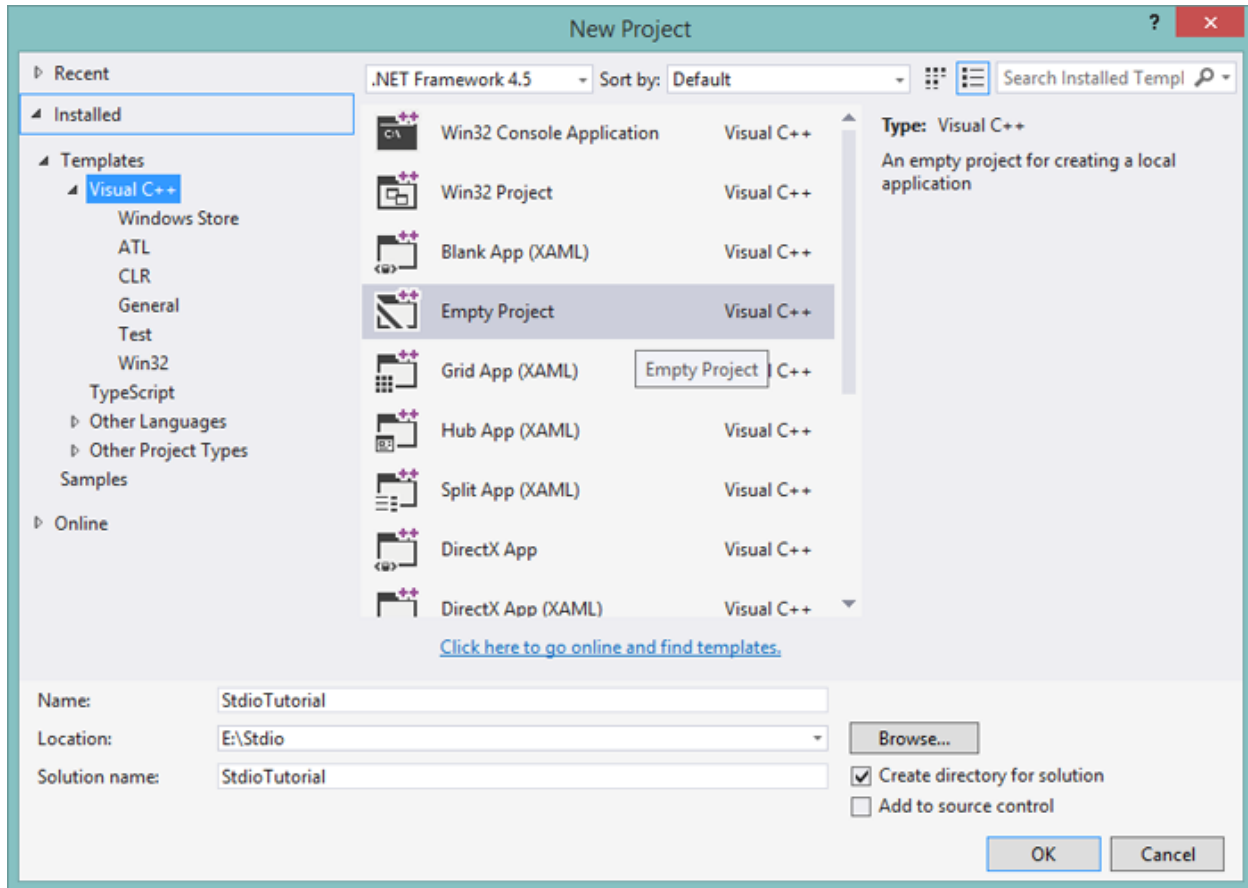 New Project
?
Recent
Installed
Templates
Visual C++
Windows Store
ATL
CLR
General
Test
Win32
TypeScript
Other Languages
Other Project Types
Samples
Online
.NET Framework 4.5 Sort by: Default
Search Installed Templ
Win32 Console Application Visual C++
Win32 Project Visual C++
Blank App (XAML) Visual C++
Empty Project Visual C++
Grid App (XAML) C++
Empty Project
Hub App (XAML) Visual C++
Split App (XAML) Visual C++
DirectX App Visual C++
DirectX App (XAML) Visual C++
Click here to go online and find templates.
Type: Visual C++
An empty project for creating a local
application
Name: StdioTutorial
Location: E:\Stdio Browse...
Solution name: StdioTutorial
Create directory for solution
Add to source control
OK Cancel